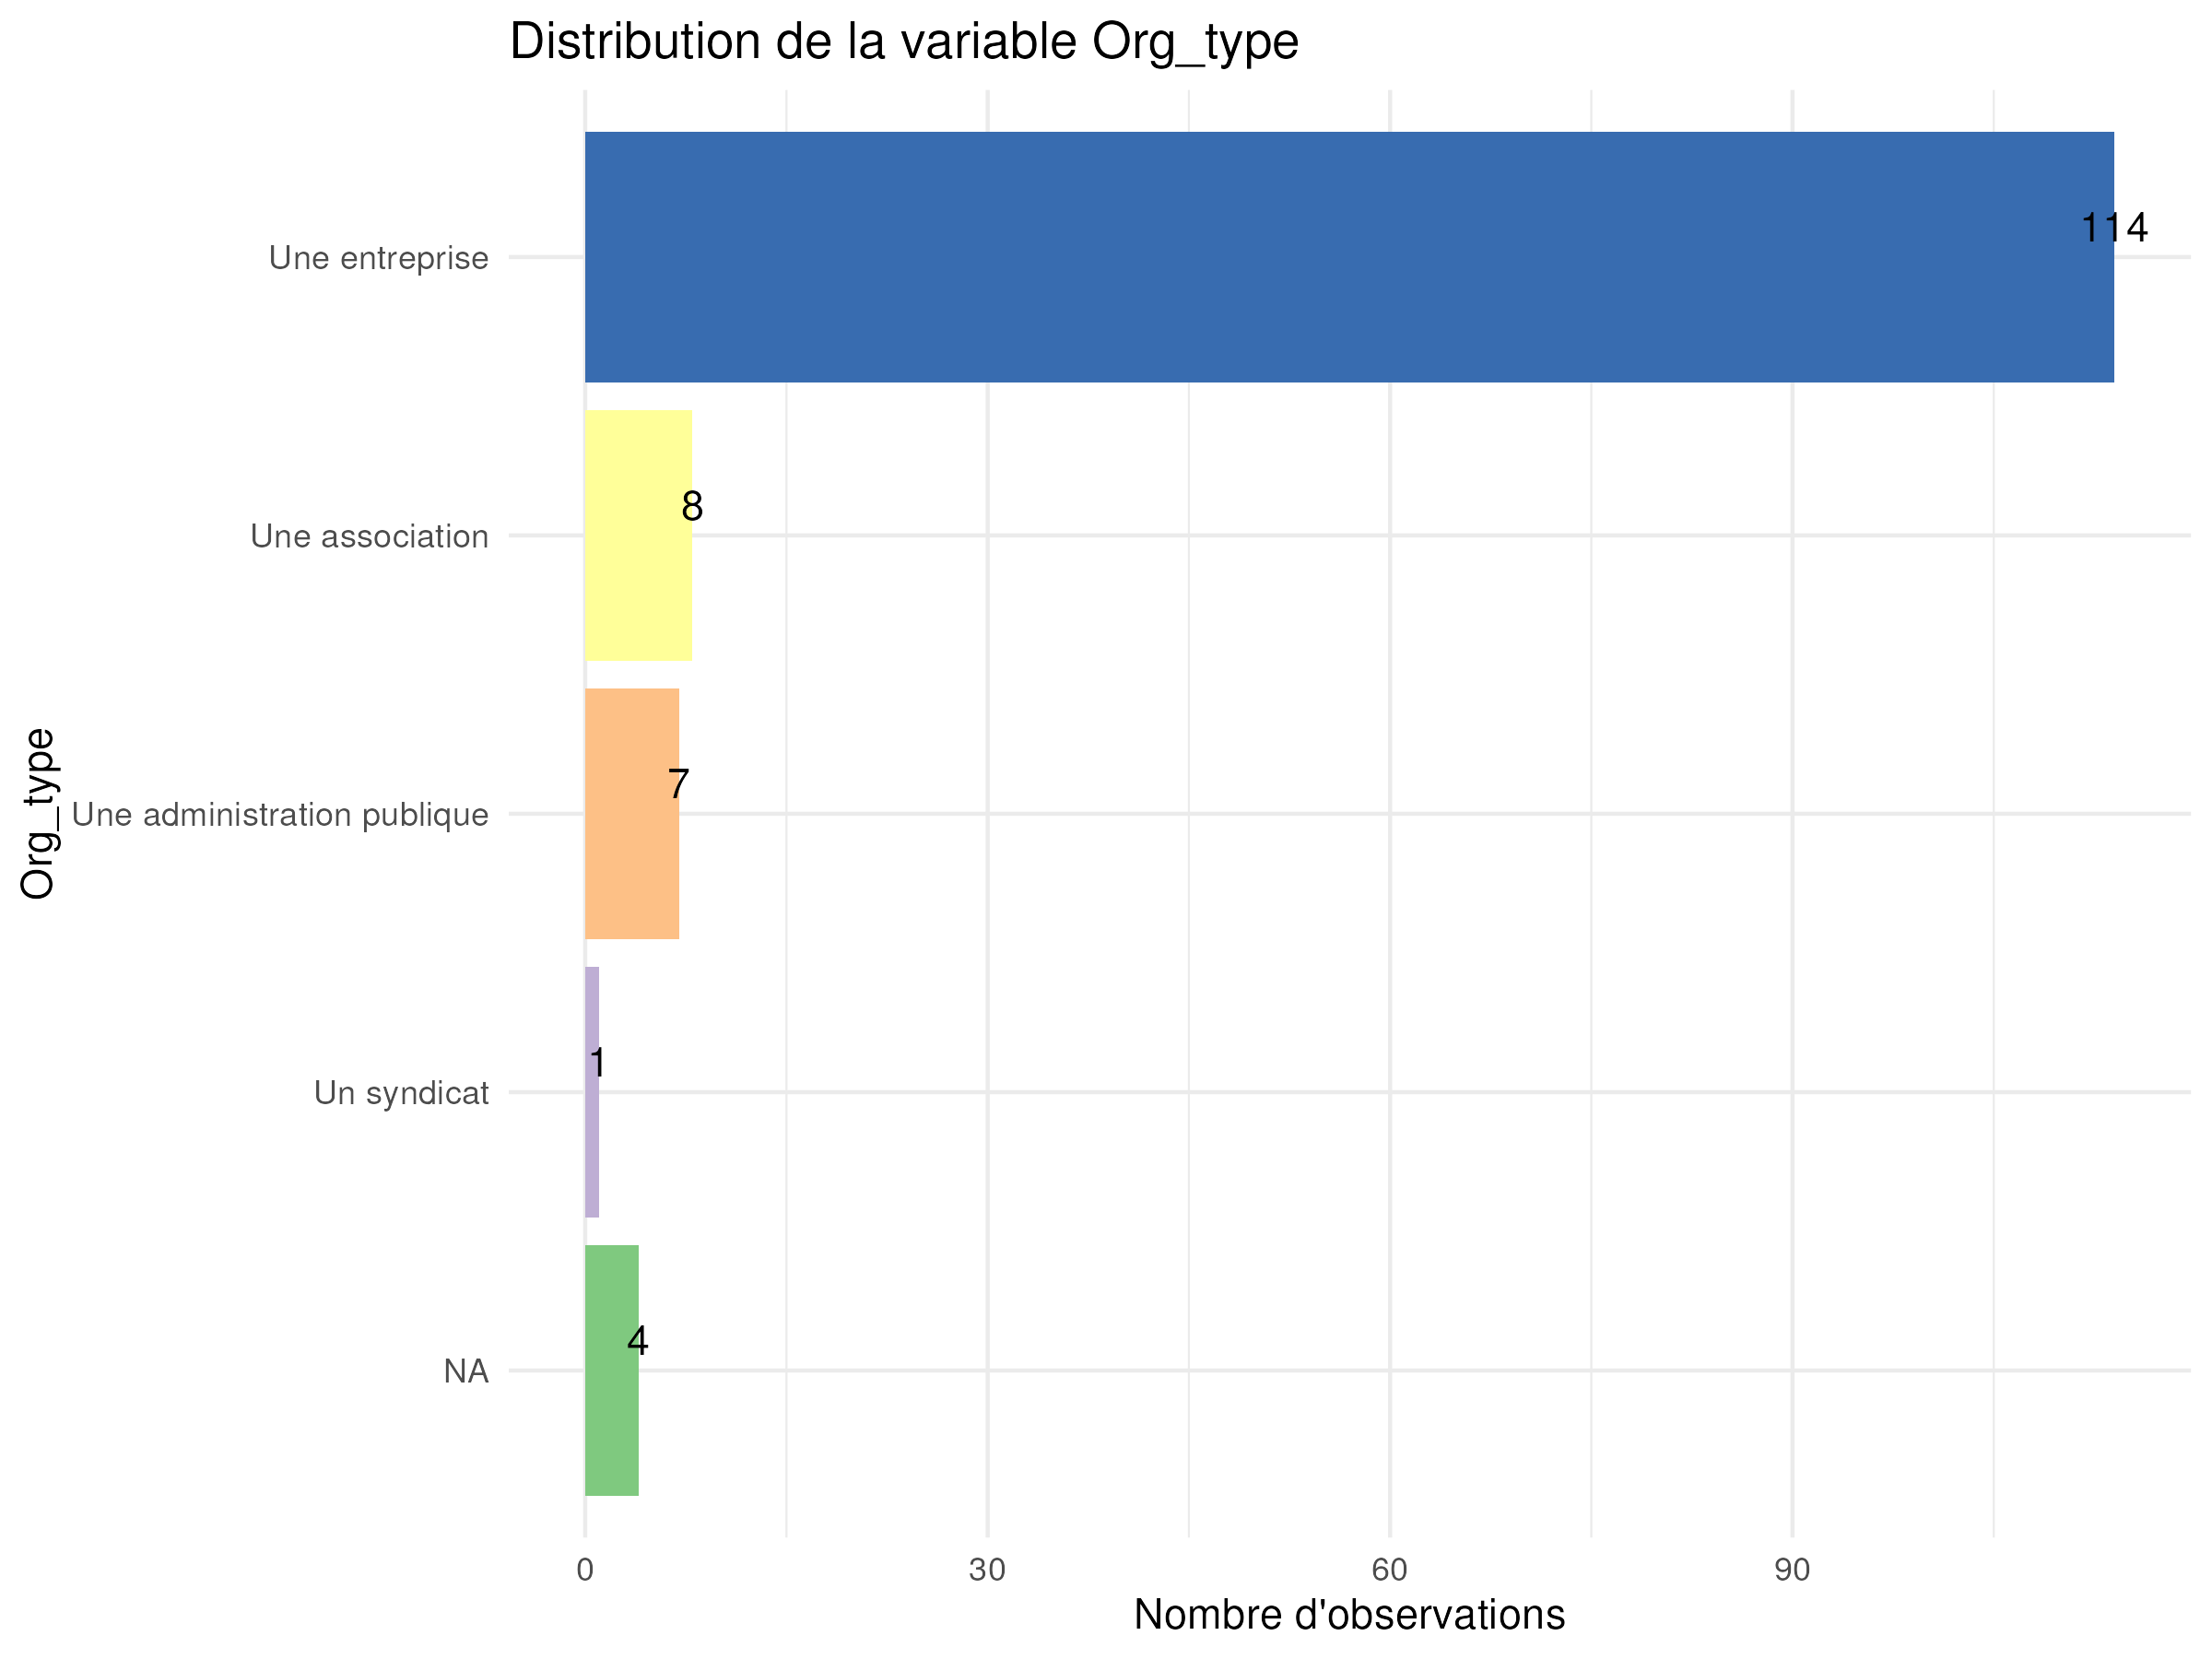 Distribution de la variable Org_type
Une entreprise
114
Une association
8
Une administration publique
7
Un syndicat
1
NA
4
Org_type
0 30 60 90
Nombre d'observations